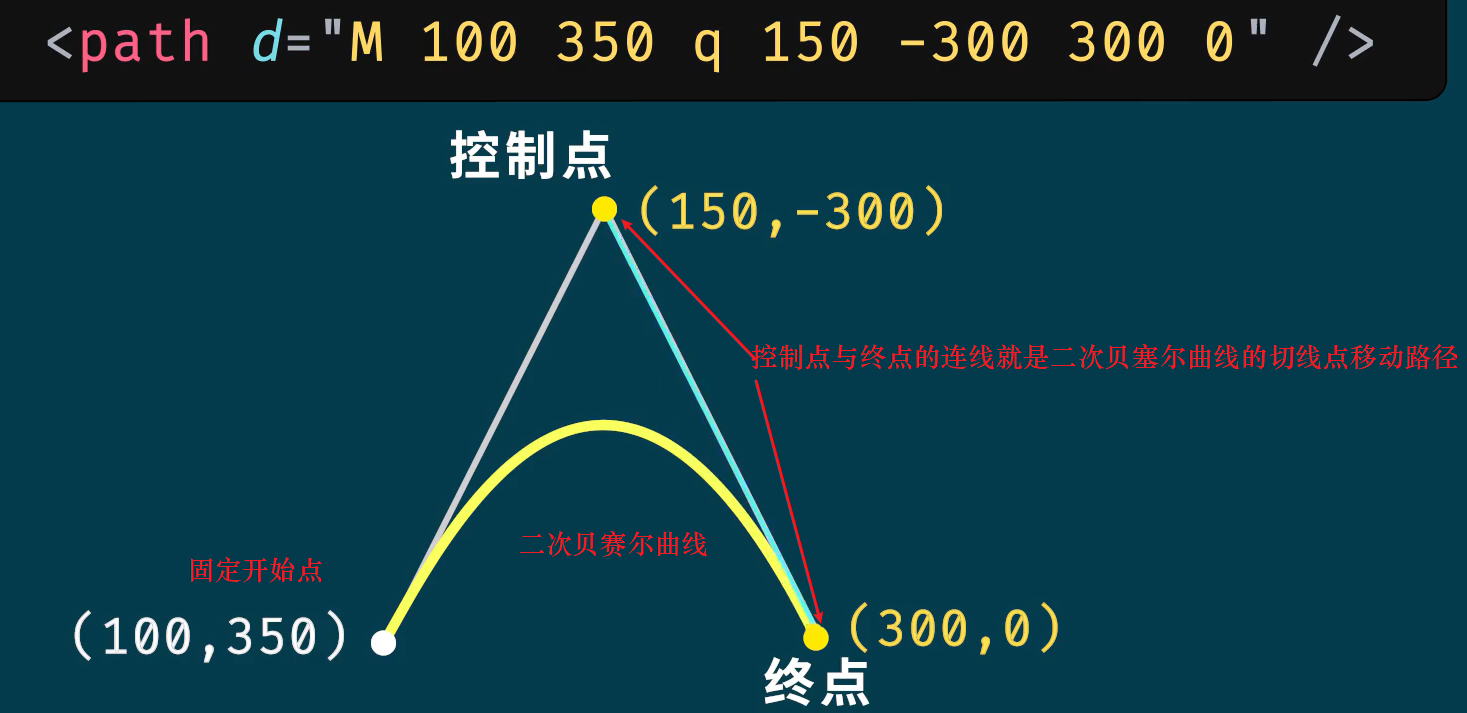 <path d="M 100 350 q 150 -300 300 0" />
控制点
(150,-300)
控制点与终点的连线就是二次贝塞尔曲线的切线点移动路径
二次贝赛尔曲线
固定开始点
(100,350)
(300,0)
终点